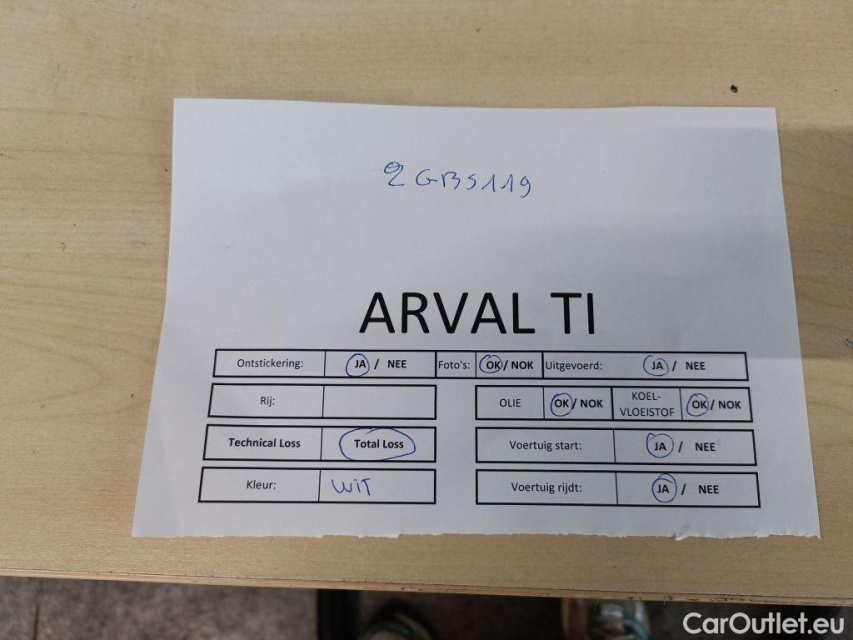 2GBS119
ARVAL TI
Ontstickering: JA / NEE Foto's: OK / NOK Uitgevoerd: JA / NEE
Rij: OLIE OK / NOK KOEL-
VLOEISTOF OK / NOK
Technical Loss Total Loss Voertuig start: JA / NEE
Kleur: WIT Voertuig rijdt: JA / NEE
CarOutlet.eu